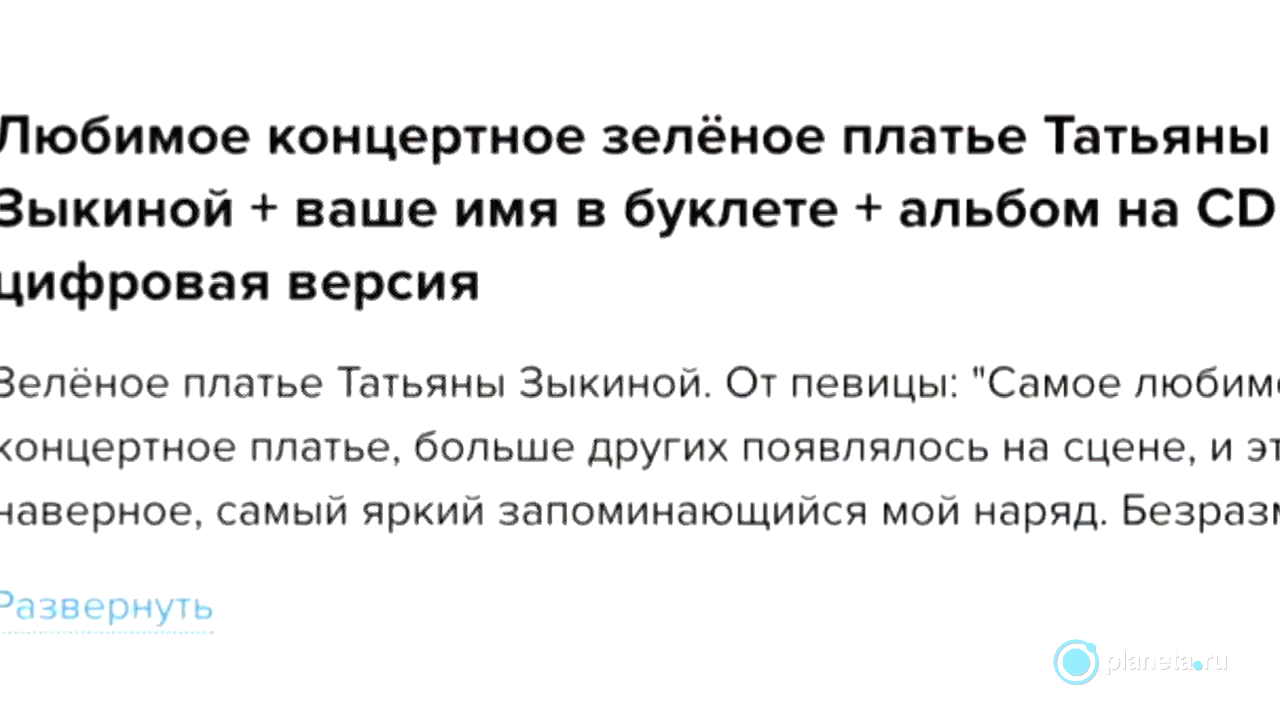 Любимое концертное зелёное платье Татьяны
Зыкиной + ваше имя в буклете + альбом на CD
цифровая версия
Зелёное платье Татьяны Зыкиной. От певицы: "Самое любимо
концертное платье, больше других появлялось на сцене, и эт
наверное, самый яркий запоминающийся мой наряд. Безразм
Развернуть
planeta.ru